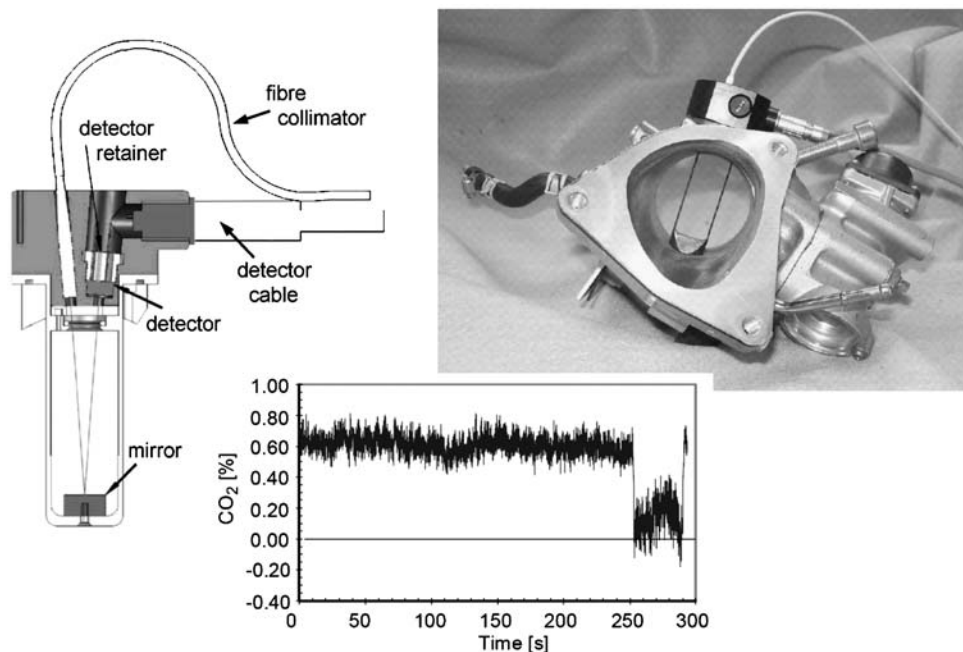 fibre
collimator
detector
retainer
detector
cable
detector
mirror
1.00
0.80
0.60
0.40
0.20
0.00
-0.20
-0.40
CO2 [%]
0 50 100 150 200 250 300
Time [s]